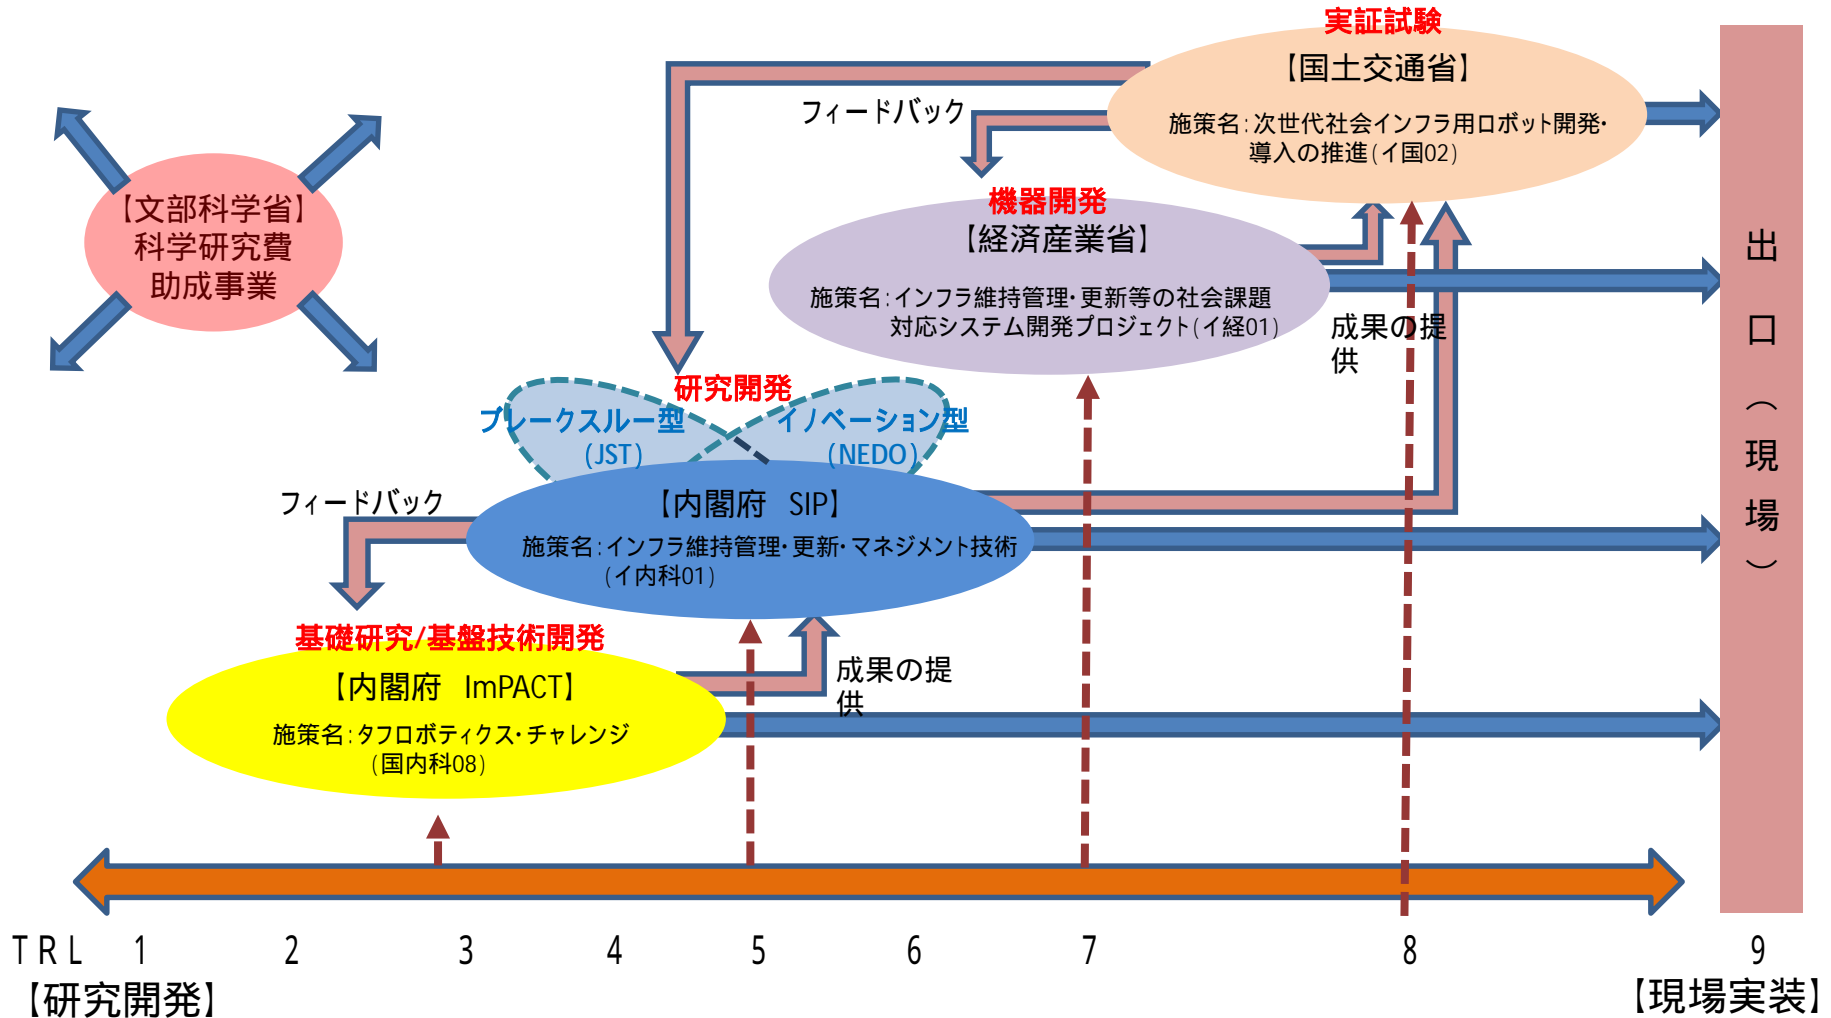 実証試験
【国土交通省】
施策名:次世代社会インフラ用ロボット開発・
導入の推進(イ国02)
フィードバック
【文部科学省】
科学研究費
助成事業
機器開発
【経済産業省】
施策名:インフラ維持管理・更新等の社会課題
対応システム開発プロジェクト(イ経01)
成果の提
供
出口(現場)
研究開発
ブレークスルー型
(JST)
イノベーション型
(NEDO)
フィードバック
【内閣府 SIP】
施策名:インフラ維持管理・更新・マネジメント技術
(イ内科01)
基礎研究/基盤技術開発
【内閣府 ImPACT】
施策名:タフロボティクス・チャレンジ
(国内科08)
成果の提
供
TRL 1 2 3 4 5 6 7 8 9
【研究開発】
【現場実装】